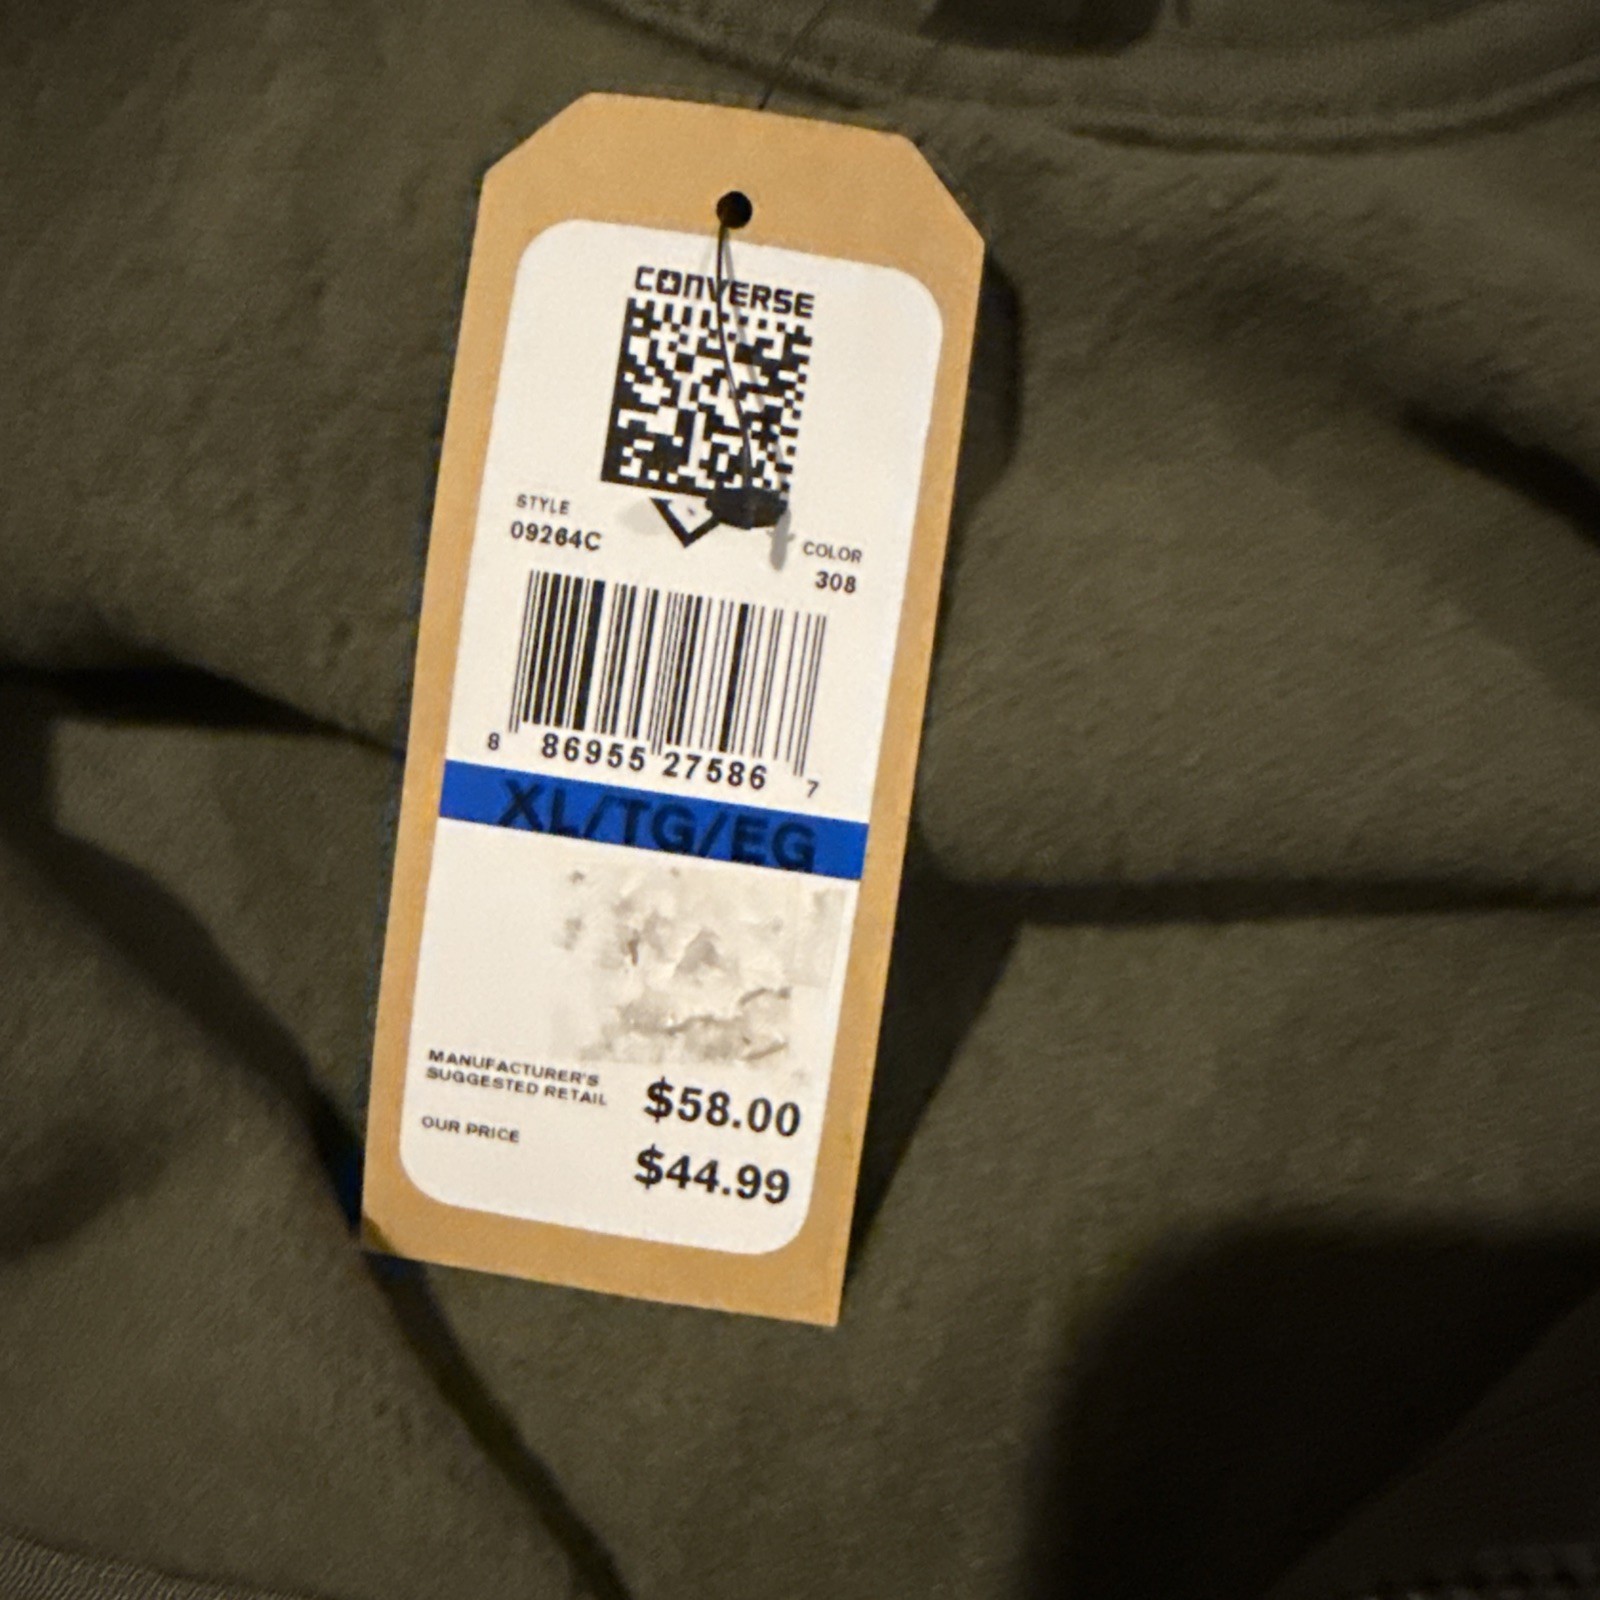 CONVERSE
STYLE
09264C
COLOR
308
8 86955 27586 7
XL/TG/EG
MANUFACTURER'S
SUGGESTED RETAIL
$58.00
OUR PRICE
$44.99